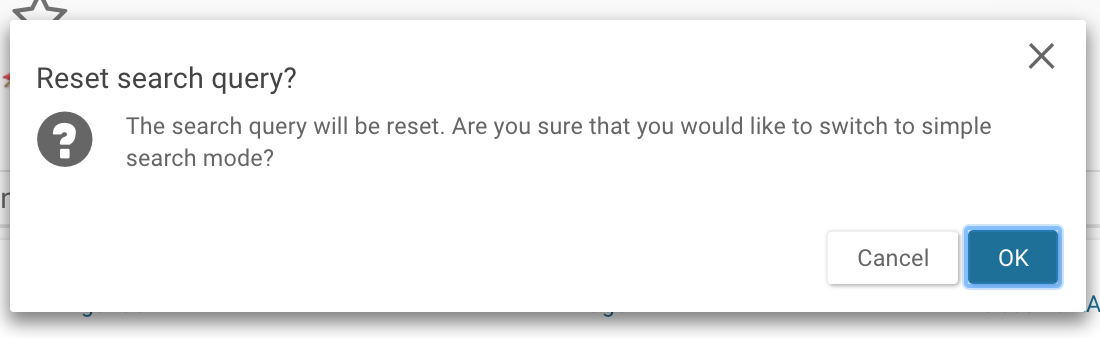 Reset search query?
The search query will be reset. Are you sure that you would like to switch to simple
search mode?
Cancel
OK